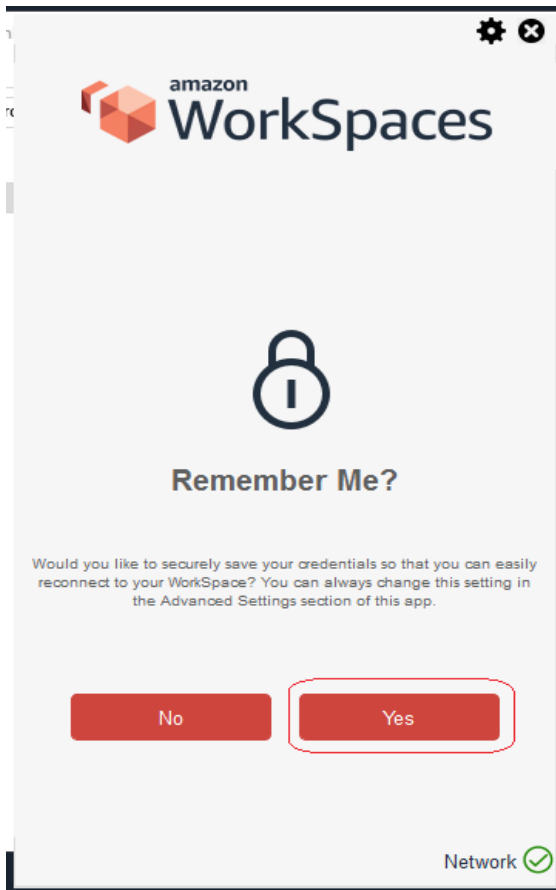 amazon
WorkSpaces
Remember Me?
Would you like to securely save your credentials so that you can easily
reconnect to your WorkSpace? You can always change this setting in
the Advanced Settings section of this app.
No
Yes
Network